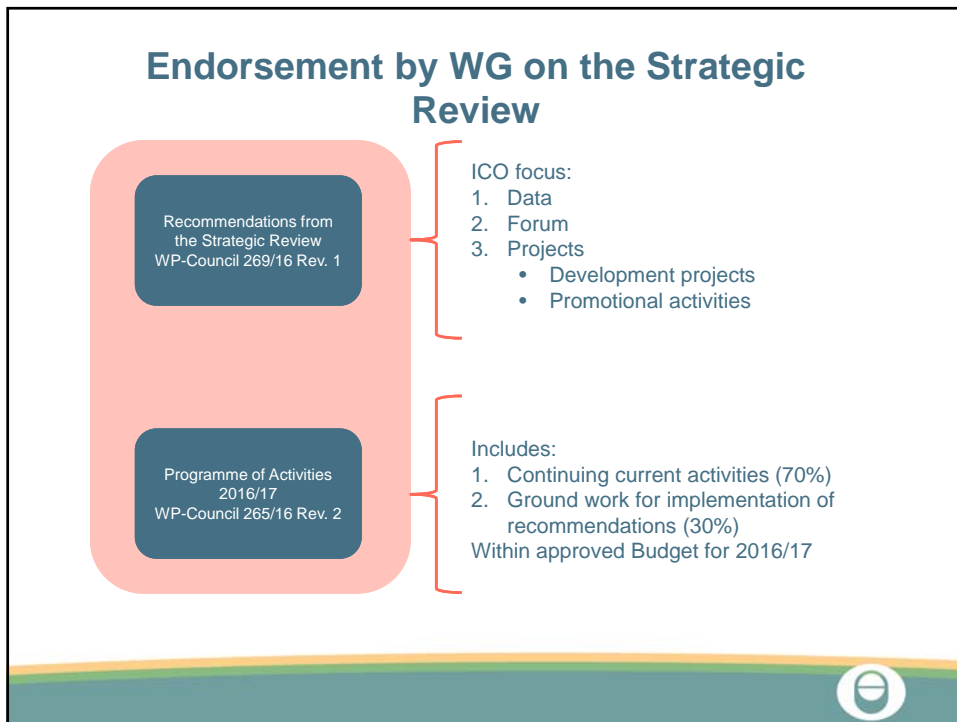 Endorsement by WG on the Strategic
Review
Recommendations from
the Strategic Review
WP-Council 269/16 Rev. 1
ICO focus:
1. Data
2. Forum
3. Projects
• Development projects
• Promotional activities
Programme of Activities
2016/17
WP-Council 265/16 Rev. 2
Includes:
1. Continuing current activities (70%)
2. Ground work for implementation of
recommendations (30%)
Within approved Budget for 2016/17